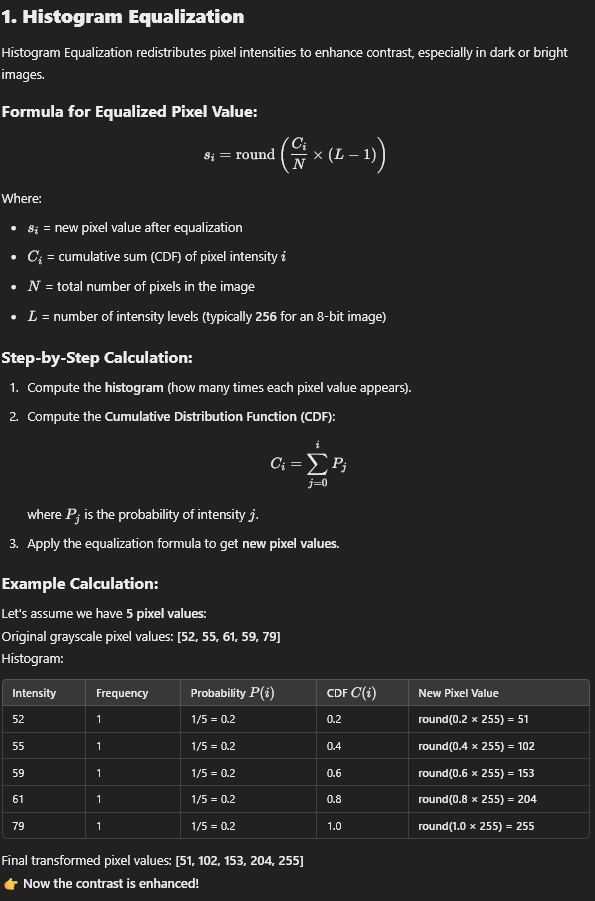 1. Histogram Equalization
Histogram Equalization redistributes pixel intensities to enhance contrast, especially in dark or bright
images.
Formula for Equalized Pixel Value:
s_i = round(C_i/N × (L − 1))
Where:
• s_i = new pixel value after equalization
• C_i = cumulative sum (CDF) of pixel intensity i
• N = total number of pixels in the image
• L = number of intensity levels (typically 256 for an 8-bit image)
Step-by-Step Calculation:
1. Compute the histogram (how many times each pixel value appears).
2. Compute the Cumulative Distribution Function (CDF):
C_i = ∑_{j=0}^{i} P_j
where P_j is the probability of intensity j.
3. Apply the equalization formula to get new pixel values.
Example Calculation:
Let's assume we have 5 pixel values:
Original grayscale pixel values: [52, 55, 61, 59, 79]
Histogram:
Intensity Frequency Probability P(i) CDF C(i) New Pixel Value
52 1 1/5 = 0.2 0.2 round(0.2 × 255) = 51
55 1 1/5 = 0.2 0.4 round(0.4 × 255) = 102
59 1 1/5 = 0.2 0.6 round(0.6 × 255) = 153
61 1 1/5 = 0.2 0.8 round(0.8 × 255) = 204
79 1 1/5 = 0.2 1.0 round(1.0 × 255) = 255
Final transformed pixel values: [51, 102, 153, 204, 255]
👉 Now the contrast is enhanced!